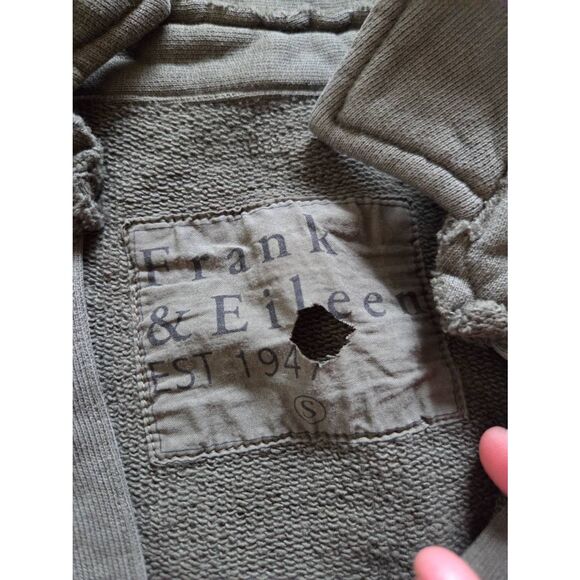 Frank
& Eileen
EST 1947
S